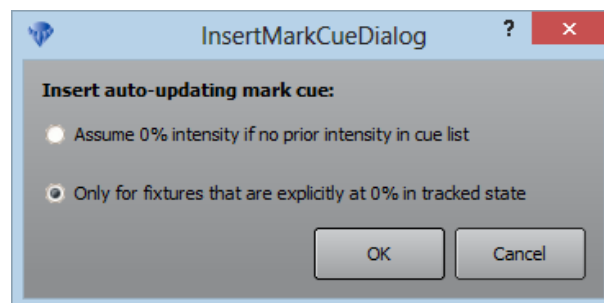 InsertMarkCueDialog ? ×
Insert auto-updating mark cue:
Assume 0% intensity if no prior intensity in cue list
Only for fixtures that are explicitly at 0% in tracked state
OK Cancel